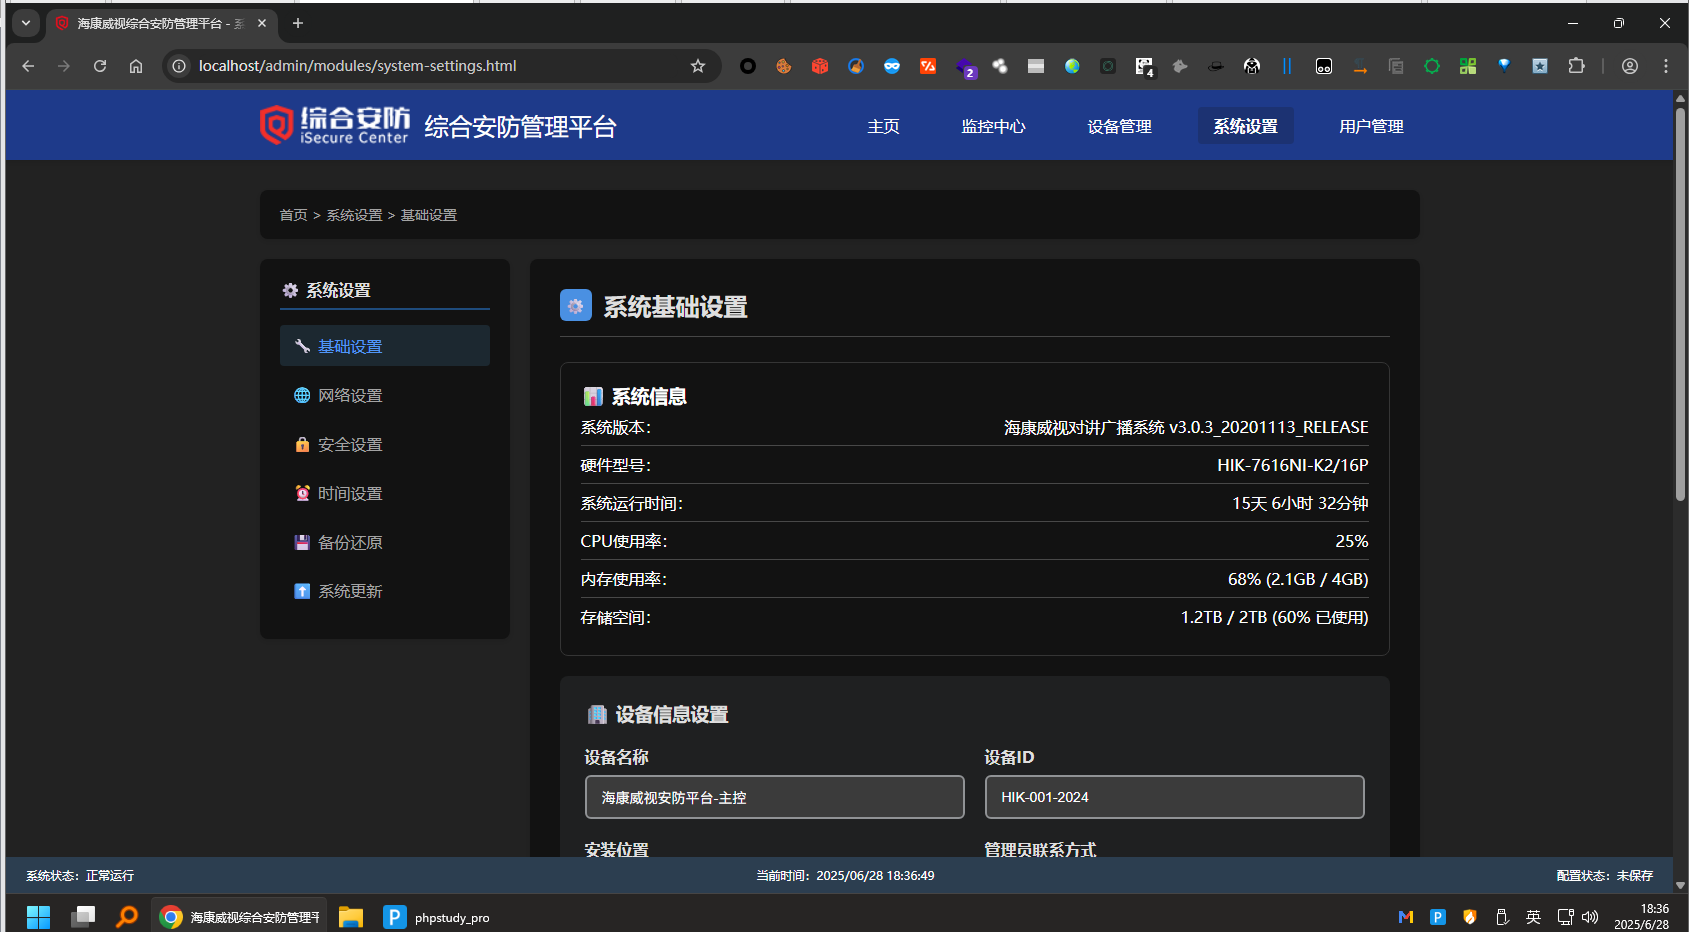 海康威视综合安防管理平台 - 系
localhost/admin/modules/system-settings.html
2
4
综合安防
iSecure Center
综合安防管理平台
主页
监控中心
设备管理
系统设置
用户管理
首页 > 系统设置 > 基础设置
系统设置
基础设置
网络设置
安全设置
时间设置
备份还原
系统更新
系统基础设置
系统信息
系统版本: 海康威视对讲广播系统 v3.0.3_20201113_RELEASE
硬件型号: HIK-7616NI-K2/16P
系统运行时间: 15天 6小时 32分钟
CPU使用率: 25%
内存使用率: 68% (2.1GB / 4GB)
存储空间: 1.2TB / 2TB (60% 已使用)
设备信息设置
设备名称
设备ID
海康威视安防平台-主控
HIK-001-2024
安装位置
管理员联系方式
系统状态: 正常运行
当前时间: 2025/06/28 18:36:49
配置状态: 未保存
海康威视综合安防管理平
phpstudy_pro
英
18:36
2025/6/28